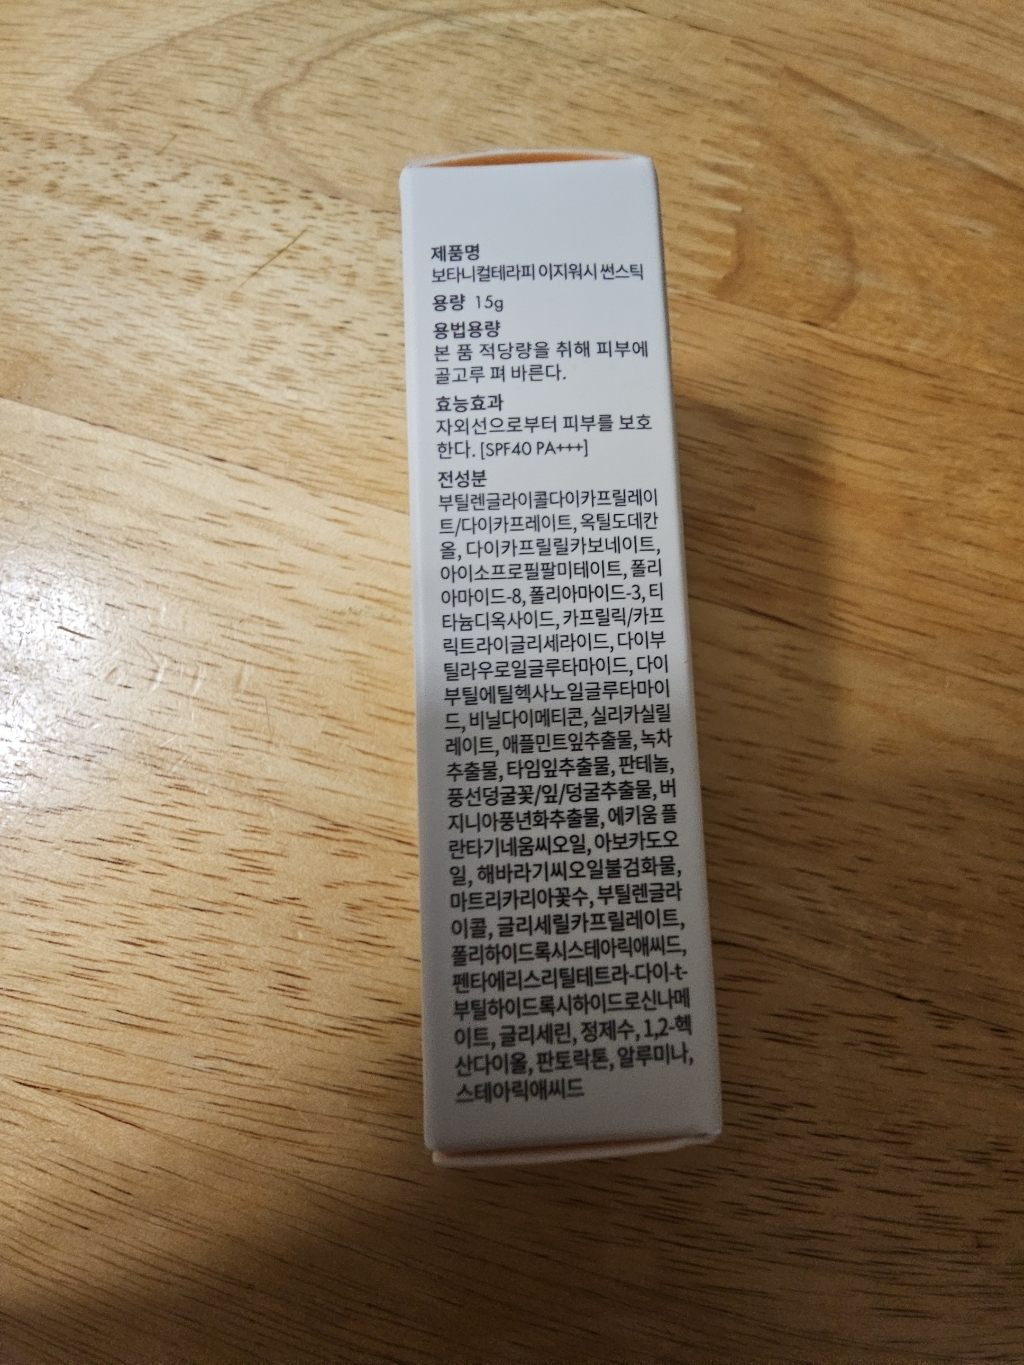 제품명
보타니컬테라피 이지워시 썬스틱
용량 15g
용법용량
본 품 적당량을 취해 피부에
골고루 펴 바른다.
효능효과
자외선으로부터 피부를 보호
한다. [SPF40 PA+++]
전성분
부틸렌글라이콜다이카프릴레이
트/다이카프레이트, 옥틸도데칸
올, 다이카프릴릴카보네이트,
아이소프로필팔미테이트, 폴리
아마이드-8, 폴리아마이드-3, 티
타늄디옥사이드, 카프릴릭/카프
릭트라이글리세라이드, 다이부
틸라우로일글루타마이드, 다이
부틸에틸헥사노일글루타마이
드, 비닐다이메티콘, 실리카실릴
레이트, 애플민트잎추출물, 녹차
추출물, 타임잎추출물, 판테놀,
풍선덩굴꽃/잎/덩굴추출물, 버
지니아풍년화추출물, 에키움 플
란타기네움씨오일, 아보카도오
일, 해바라기씨오일불검화물,
마트리카리아꽃수, 부틸렌글라
이콜, 글리세릴카프릴레이트,
폴리하이드록시스테아릭애씨드,
펜타에리스리틸테트라-다이-t-
부틸하이드록시하이드로신나메
이트, 글리세린, 정제수, 1,2-헥
산다이올, 판토락톤, 알루미나,
스테아릭애씨드